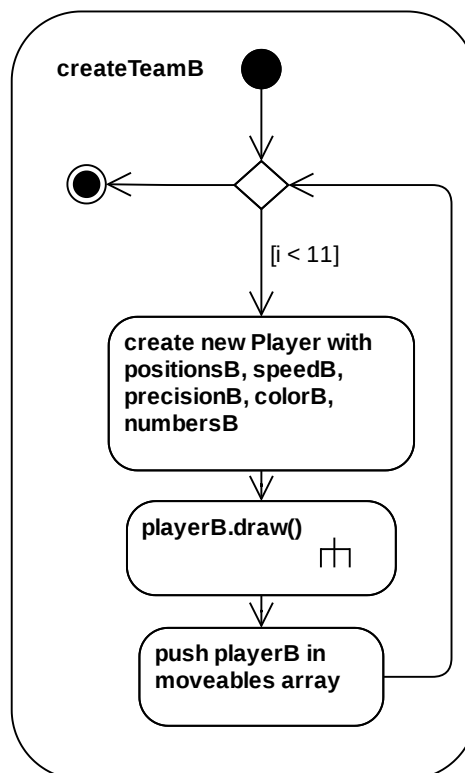 createTeamB
[i < 11]
create new Player with
positionsB, speedB,
precisionB, colorB,
numbersB
playerB.draw()
push playerB in
moveables array